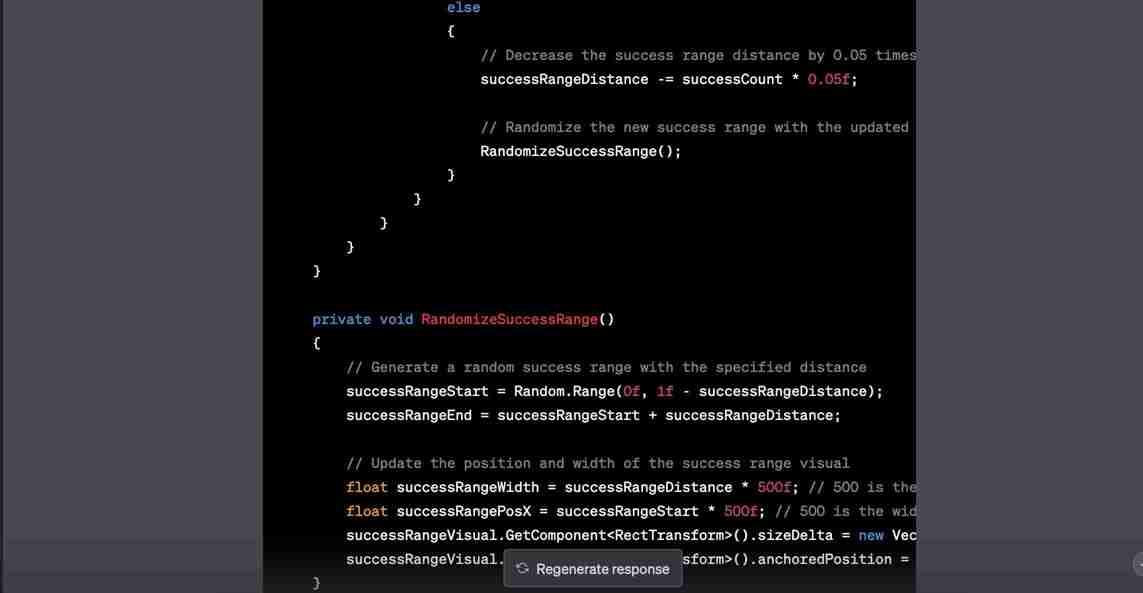 else
{
// Decrease the success range distance by 0.05 times
successRangeDistance -= successCount * 0.05f;
// Randomize the new success range with the updated
RandomizeSuccessRange();
}
}
}
}
}
private void RandomizeSuccessRange()
{
// Generate a random success range with the specified distance
successRangeStart = Random.Range(0f, 1f - successRangeDistance);
successRangeEnd = successRangeStart + successRangeDistance;
// Update the position and width of the success range visual
float successRangeWidth = successRangeDistance * 500f; // 500 is the
float successRangePosX = successRangeStart * 500f; // 500 is the wid
successRangeVisual.GetComponent<RectTransform>().sizeDelta = new Vec
successRangeVisual. sform>().anchoredPosition =
Regenerate response
}